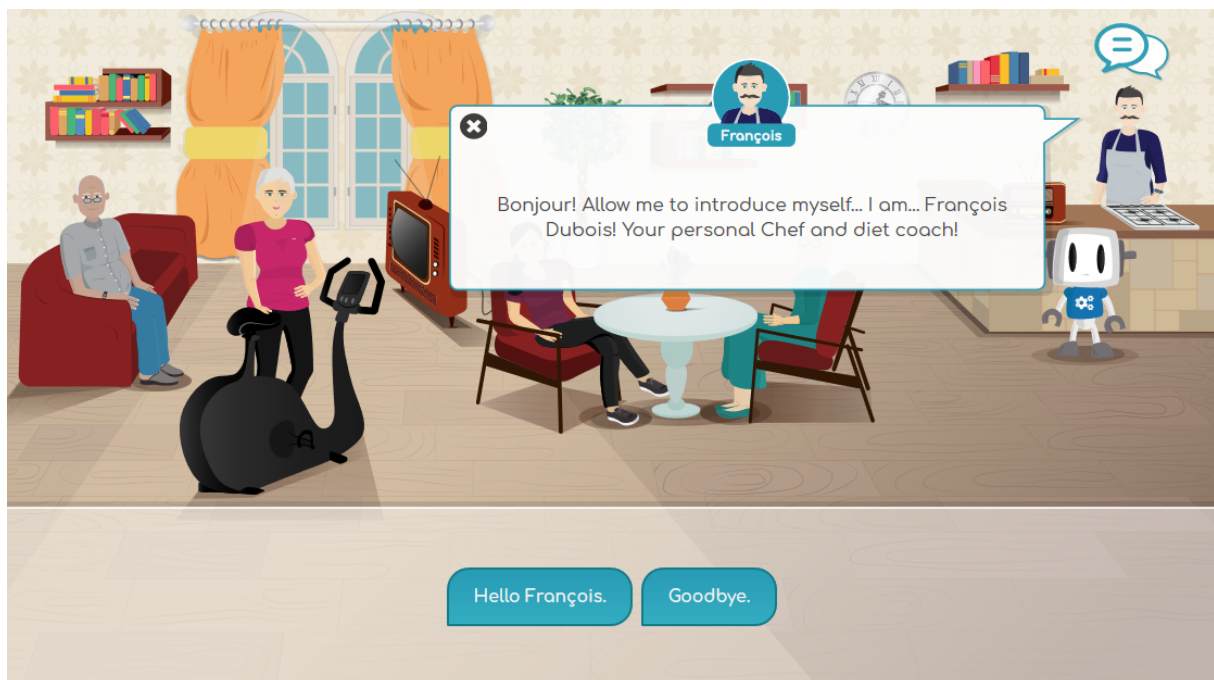 François
Bonjour! Allow me to introduce myself... I am... François
Dubois! Your personal Chef and diet coach!
Hello François.
Goodbye.